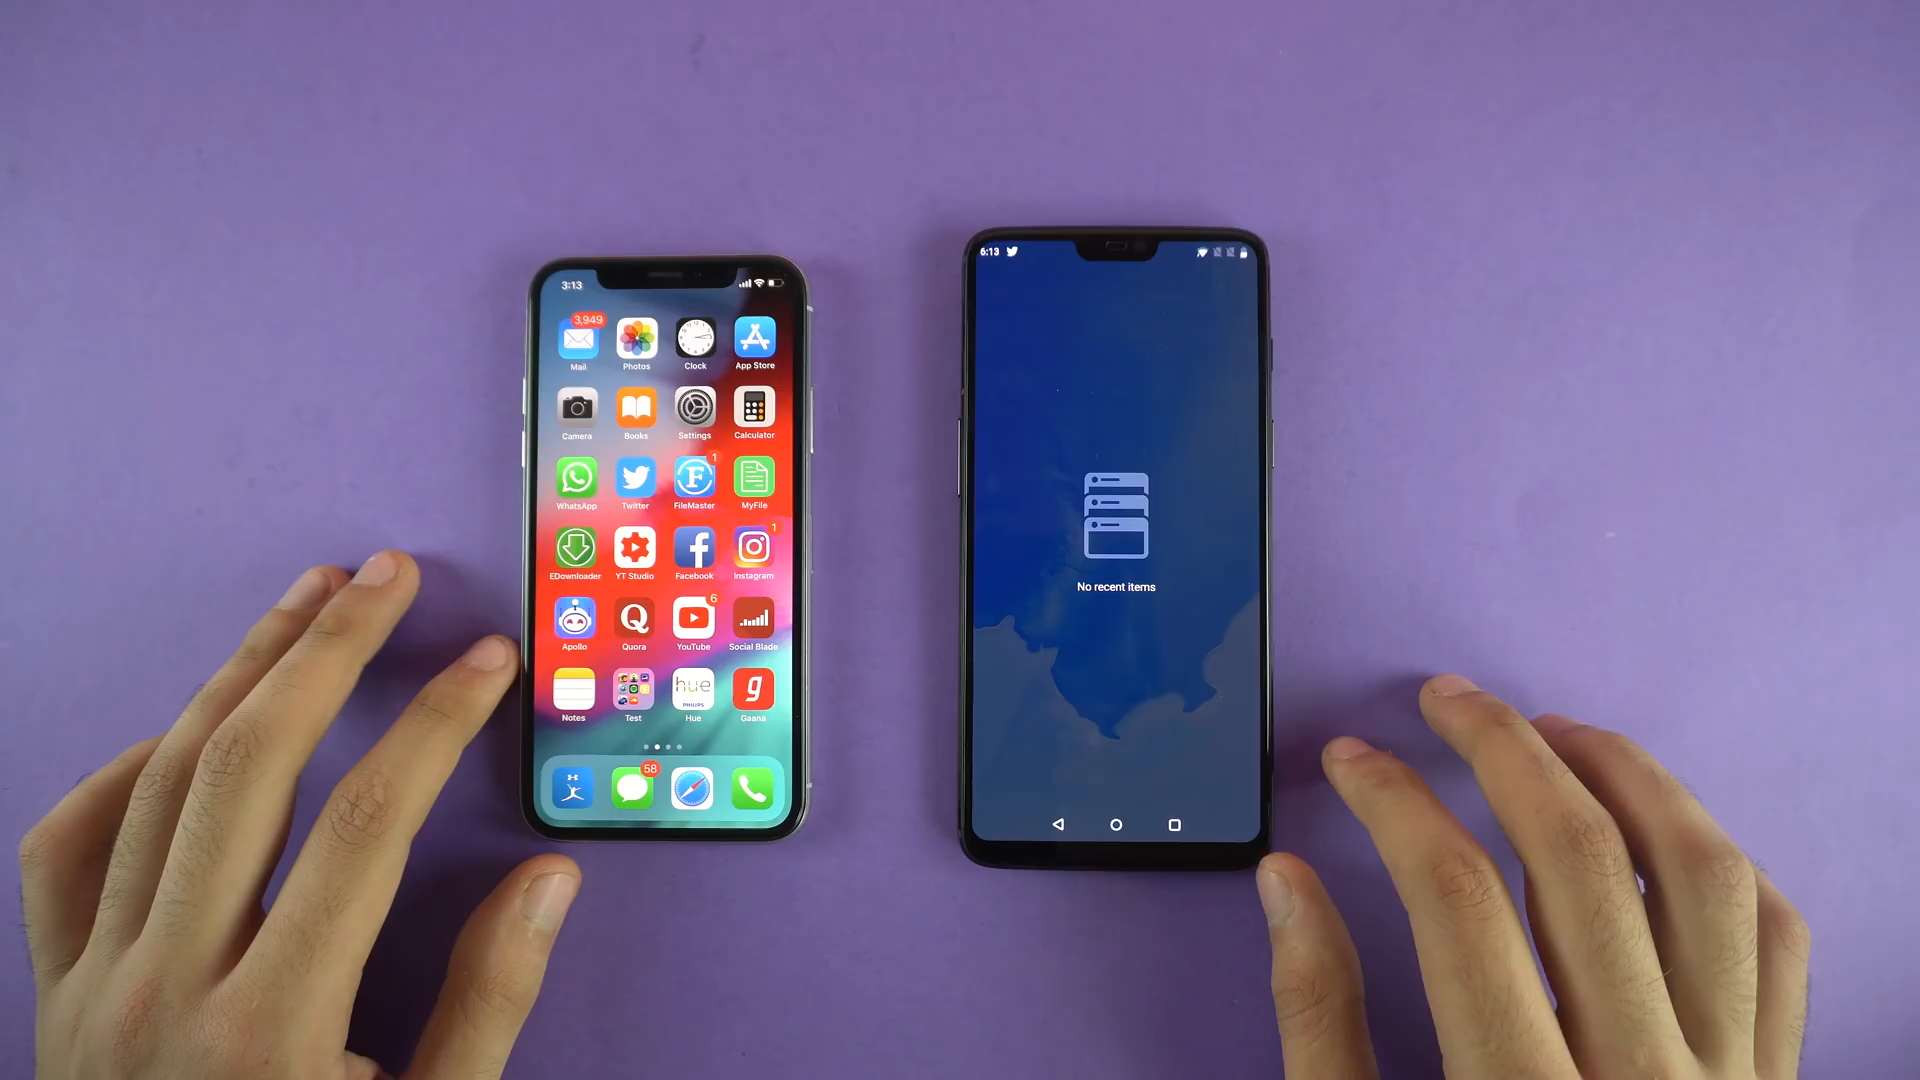 3:13
3,949
Mail Photos Clock App Store
Camera Books Settings Calculator
1
F
WhatsApp Twitter FileMaster MyFile
1
EDownloader YT Studio Facebook Instagram
6
Q
Apollo Quora YouTube Social Blade
hue
PHILIPS
g
Notes Test Hue Gaana
58
6:13
No recent items